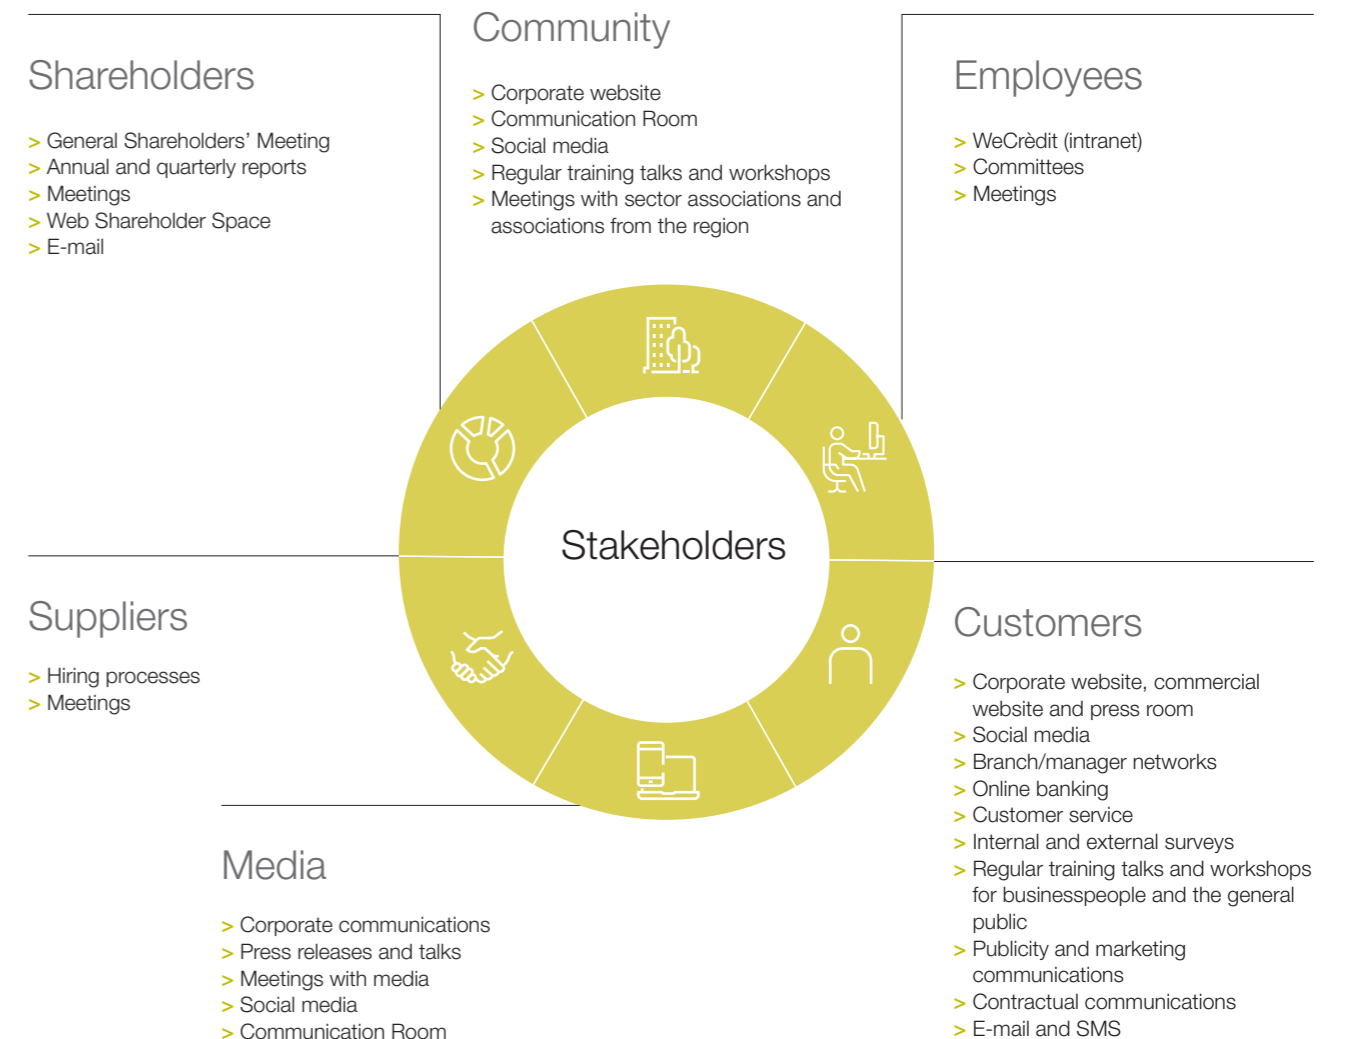 Shareholders
> General Shareholders’ Meeting
> Annual and quarterly reports
> Meetings
> Web Shareholder Space
> E-mail
Community
> Corporate website
> Communication Room
> Social media
> Regular training talks and workshops
> Meetings with sector associations and
associations from the region
Employees
> WeCrèdit (intranet)
> Committees
> Meetings
Stakeholders
Suppliers
> Hiring processes
> Meetings
Customers
> Corporate website, commercial
website and press room
> Social media
> Branch/manager networks
> Online banking
> Customer service
> Internal and external surveys
> Regular training talks and workshops
for businesspeople and the general
public
> Publicity and marketing
communications
> Contractual communications
> E-mail and SMS
Media
> Corporate communications
> Press releases and talks
> Meetings with media
> Social media
> Communication Room